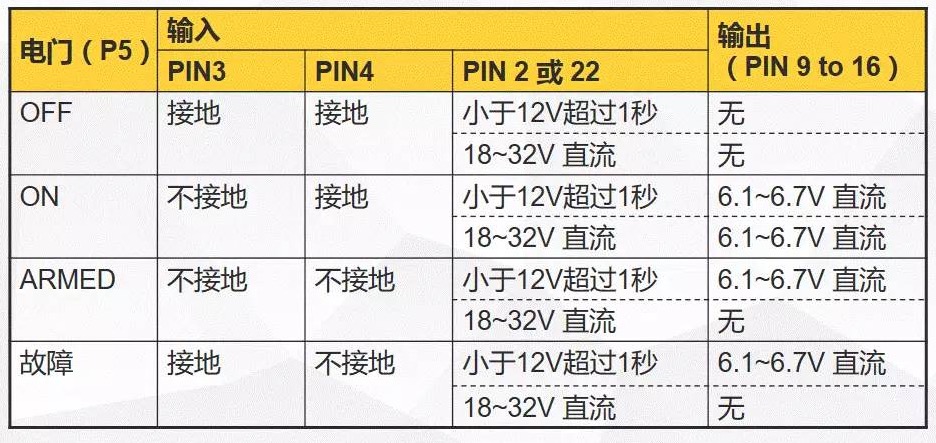 电门（P5） 输入 输出
PIN3 PIN4 PIN 2 或 22 （PIN 9 to 16）
OFF 接地 接地 小于12V超过1秒 无
18~32V 直流 无
ON 不接地 接地 小于12V超过1秒 6.1~6.7V 直流
18~32V 直流 6.1~6.7V 直流
ARMED 不接地 不接地 小于12V超过1秒 6.1~6.7V 直流
18~32V 直流 无
故障 接地 不接地 小于12V超过1秒 6.1~6.7V 直流
18~32V 直流 无